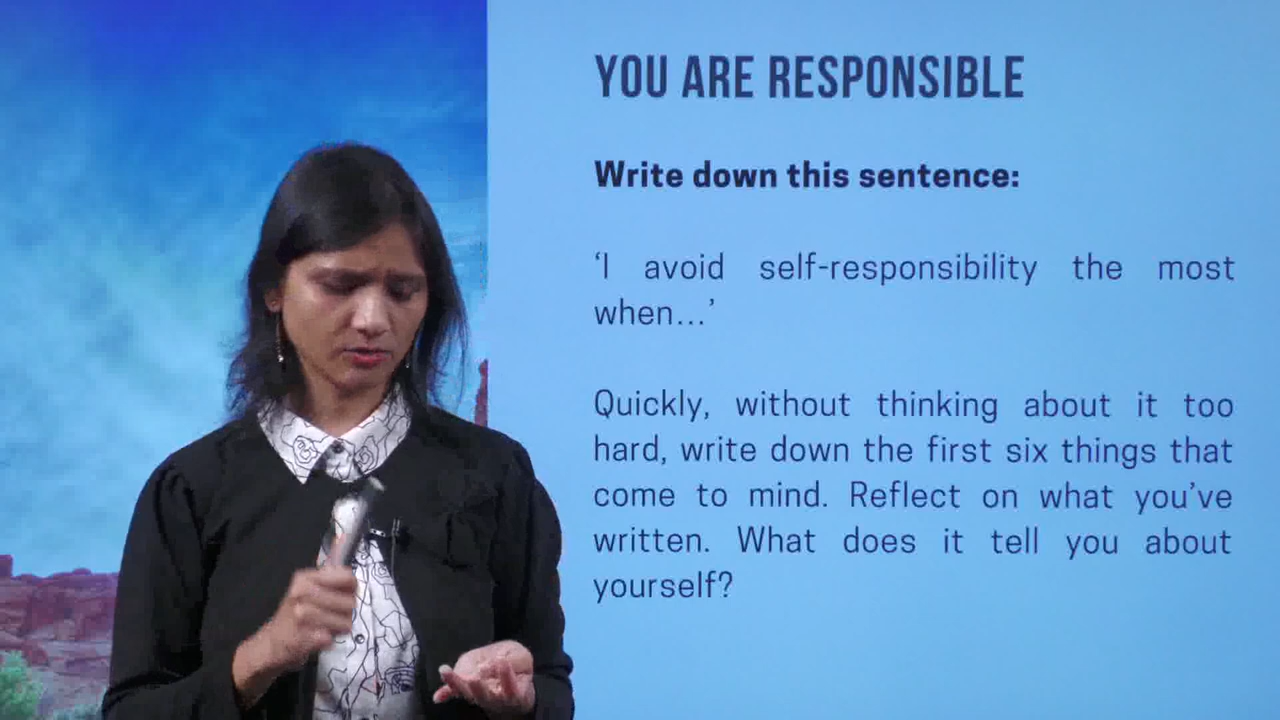 YOU ARE RESPONSIBLE
Write down this sentence:
‘I avoid self-responsibility the most
when...’
Quickly, without thinking about it too
hard, write down the first six things that
come to mind. Reflect on what you’ve
written. What does it tell you about
yourself?